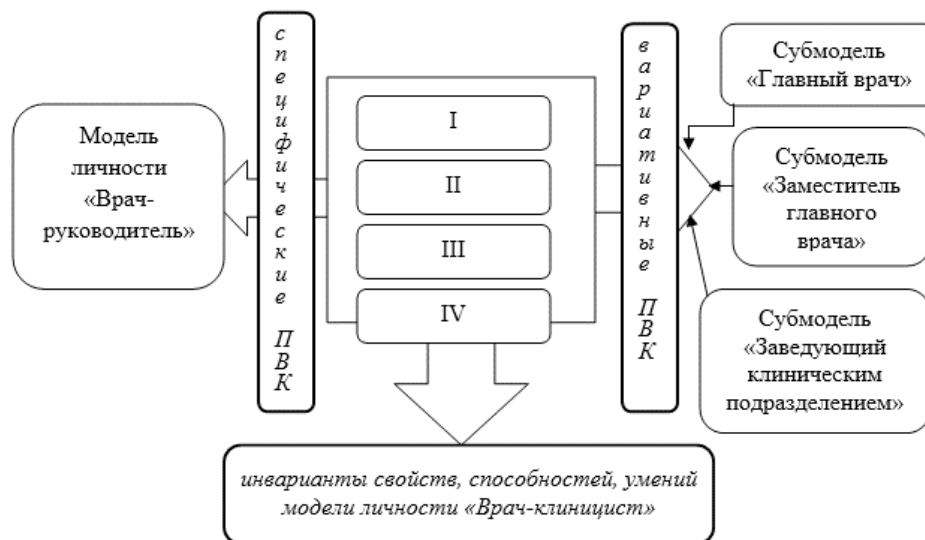 Модель
личности
«Врач-
руководитель»
специфические ПВК
I
II
III
IV
вариативные ПВК
Субмодель
«Главный врач»
Субмодель
«Заместитель
главного
врача»
Субмодель
«Заведующий
клиническим
подразделением»
инварианты свойств, способностей, умений
модели личности «Врач-клиницист»